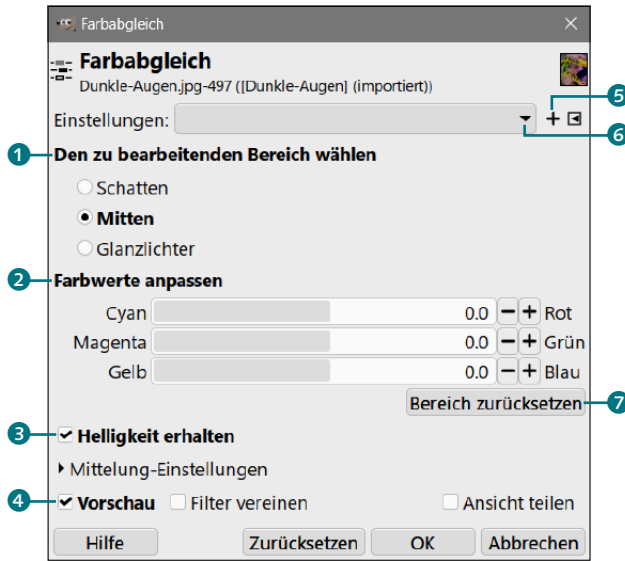 Farbabgleich
Farbabgleich
Dunkle-Augen.jpg-497 ([Dunkle-Augen] (importiert))
5
Einstellungen:
6
1 Den zu bearbeitenden Bereich wählen
Schatten
Mitten
Glanzlichter
2 Farbwerte anpassen
Cyan 0.0 Rot
Magenta 0.0 Grün
Gelb 0.0 Blau
Bereich zurücksetzen 7
3 Helligkeit erhalten
Mittelung-Einstellungen
4 Vorschau Filter vereinen Ansicht teilen
Hilfe Zurücksetzen OK Abbrechen